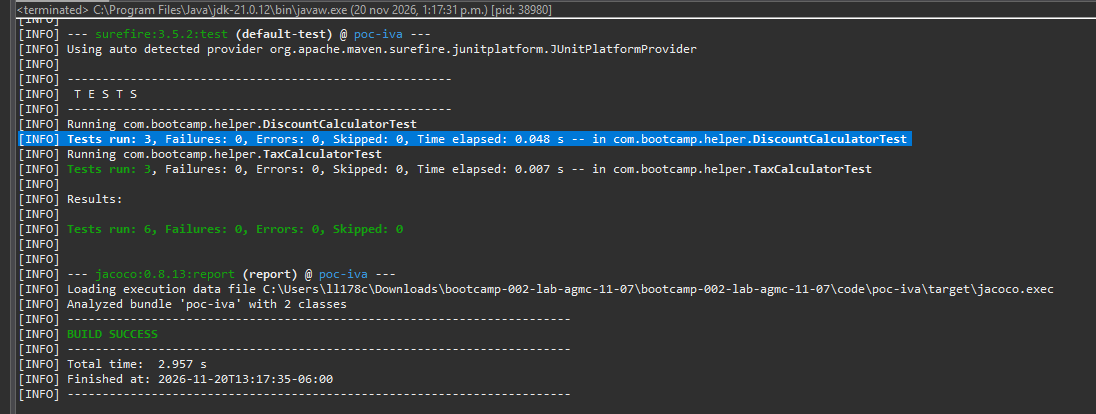 <terminated> C:\Program Files\Java\jdk-21.0.12\bin\javaw.exe (20 nov 2026, 1:17:31 p.m.) [pid: 38980]
[INFO]
[INFO] --- surefire:3.5.2:test (default-test) @ poc-iva ---
[INFO] Using auto detected provider org.apache.maven.surefire.junitplatform.JUnitPlatformProvider
[INFO]
[INFO] -------------------------------------------------------
[INFO]  T E S T S
[INFO] -------------------------------------------------------
[INFO] Running com.bootcamp.helper.DiscountCalculatorTest
[INFO] Tests run: 3, Failures: 0, Errors: 0, Skipped: 0, Time elapsed: 0.048 s -- in com.bootcamp.helper.DiscountCalculatorTest
[INFO] Running com.bootcamp.helper.TaxCalculatorTest
[INFO] Tests run: 3, Failures: 0, Errors: 0, Skipped: 0, Time elapsed: 0.007 s -- in com.bootcamp.helper.TaxCalculatorTest
[INFO]
[INFO] Results:
[INFO]
[INFO] Tests run: 6, Failures: 0, Errors: 0, Skipped: 0
[INFO]
[INFO]
[INFO] --- jacoco:0.8.13:report (report) @ poc-iva ---
[INFO] Loading execution data file C:\Users\ll178c\Downloads\bootcamp-002-lab-agmc-11-07\bootcamp-002-lab-agmc-11-07\code\poc-iva\target\jacoco.exec
[INFO] Analyzed bundle 'poc-iva' with 2 classes
[INFO] ------------------------------------------------------------------------
[INFO] BUILD SUCCESS
[INFO] ------------------------------------------------------------------------
[INFO] Total time:  2.957 s
[INFO] Finished at: 2026-11-20T13:17:35-06:00
[INFO] ------------------------------------------------------------------------